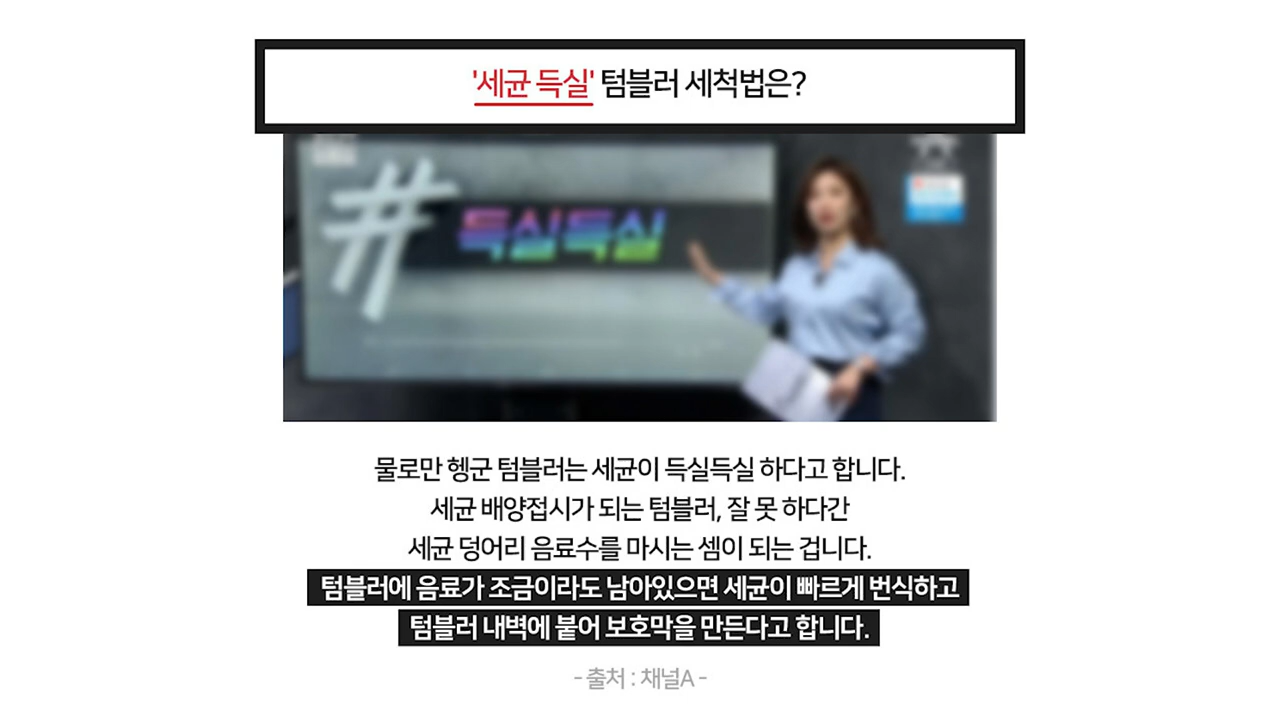 '세균 득실' 텀블러 세척법은?
#득실득실
물로만 헹군 텀블러는 세균이 득실득실 하다고 합니다.
세균 배양접시가 되는 텀블러, 잘 못 하다간
세균 덩어리 음료수를 마시는 셈이 되는 겁니다.
텀블러에 음료가 조금이라도 남아있으면 세균이 빠르게 번식하고
텀블러 내벽에 붙어 보호막을 만든다고 합니다.
- 출처 : 채널A -